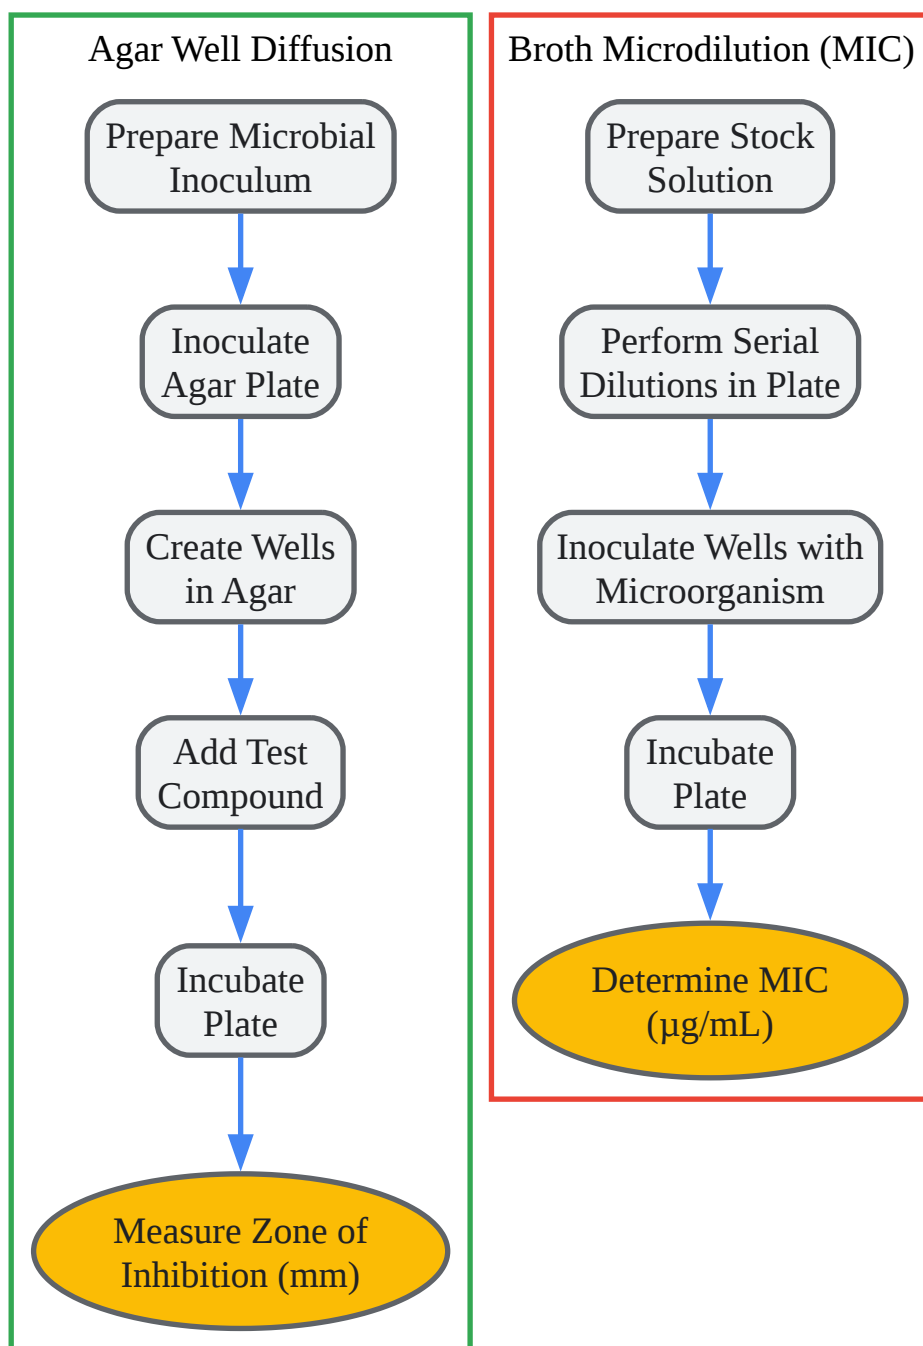 Agar Well Diffusion
Prepare Microbial
Inoculum
Inoculate
Agar Plate
Create Wells
in Agar
Add Test
Compound
Incubate
Plate
Measure Zone of
Inhibition (mm)
Broth Microdilution (MIC)
Prepare Stock
Solution
Perform Serial
Dilutions in Plate
Inoculate Wells with
Microorganism
Incubate
Plate
Determine MIC
(µg/mL)